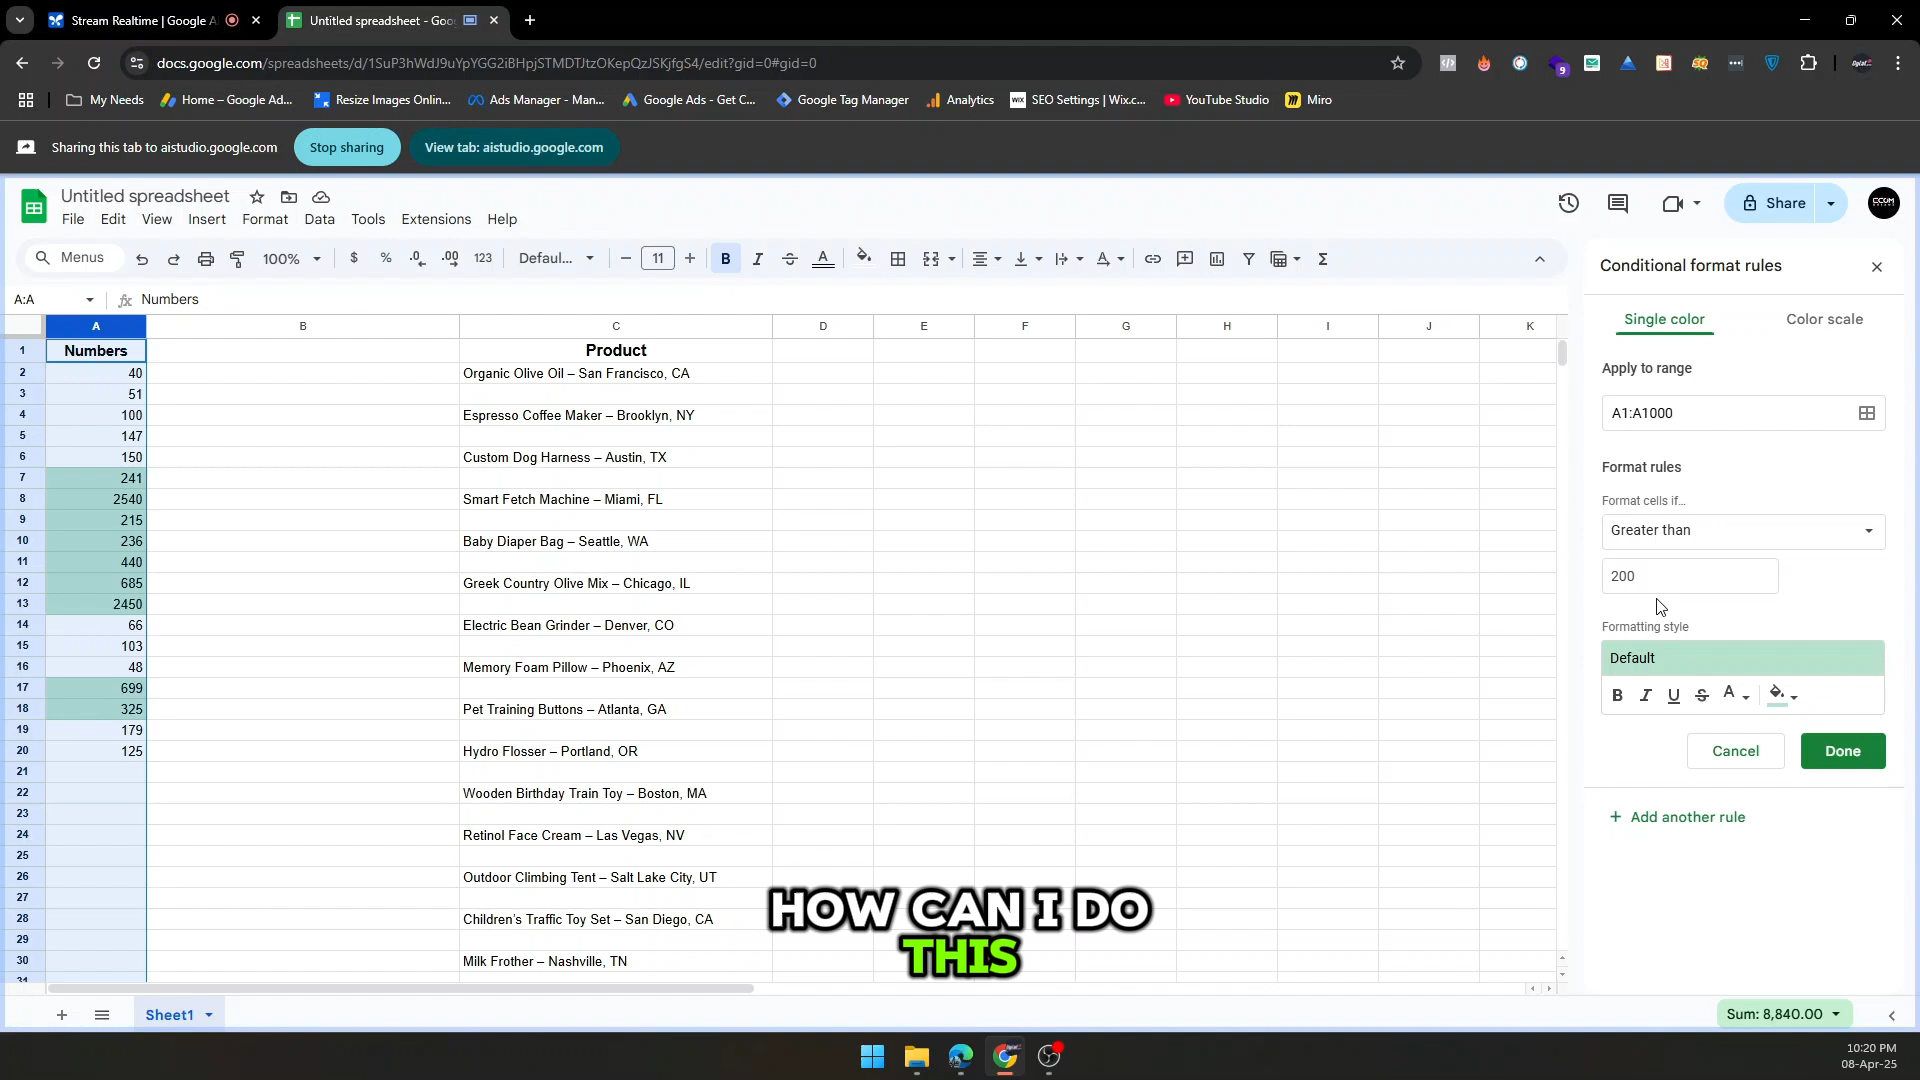 Stream Realtime | Google A
Untitled spreadsheet - Goo
docs.google.com/spreadsheets/d/1SuP3hWdJ9uYpYGG2iBHpjSTMDTJtzOKepQzJSKjfgS4/edit?gid=0#gid=0
9
My Needs
Home – Google Ad...
Resize Images Onlin...
Ads Manager - Man...
Google Ads - Get C...
Google Tag Manager
Analytics
WIX
SEO Settings | Wix.c...
YouTube Studio
Miro
Sharing this tab to aistudio.google.com
Stop sharing
View tab: aistudio.google.com
Untitled spreadsheet
File Edit View Insert Format Data Tools Extensions Help
Share
Menus
100%
$ % .0 .00 123
Defaul...
11
B I A
A:A
fx Numbers
A B C D E F G H I J K
1 Numbers Product
2 40 Organic Olive Oil – San Francisco, CA
3 51
4 100 Espresso Coffee Maker – Brooklyn, NY
5 147
6 150 Custom Dog Harness – Austin, TX
7 241
8 2540 Smart Fetch Machine – Miami, FL
9 215
10 236 Baby Diaper Bag – Seattle, WA
11 440
12 685 Greek Country Olive Mix – Chicago, IL
13 2450
14 66 Electric Bean Grinder – Denver, CO
15 103
16 48 Memory Foam Pillow – Phoenix, AZ
17 699
18 325 Pet Training Buttons – Atlanta, GA
19 179
20 125 Hydro Flosser – Portland, OR
21
22 Wooden Birthday Train Toy – Boston, MA
23
24 Retinol Face Cream – Las Vegas, NV
25
26 Outdoor Climbing Tent – Salt Lake City, UT
27
28 Children's Traffic Toy Set – San Diego, CA
29
30 Milk Frother – Nashville, TN
31
Conditional format rules
Single color
Color scale
Apply to range
A1:A1000
Format rules
Format cells if...
Greater than
200
Formatting style
Default
B I U S A
Cancel
Done
+ Add another rule
HOW CAN I DO
THIS
Sheet1
Sum: 8,840.00
10:20 PM
08-Apr-25